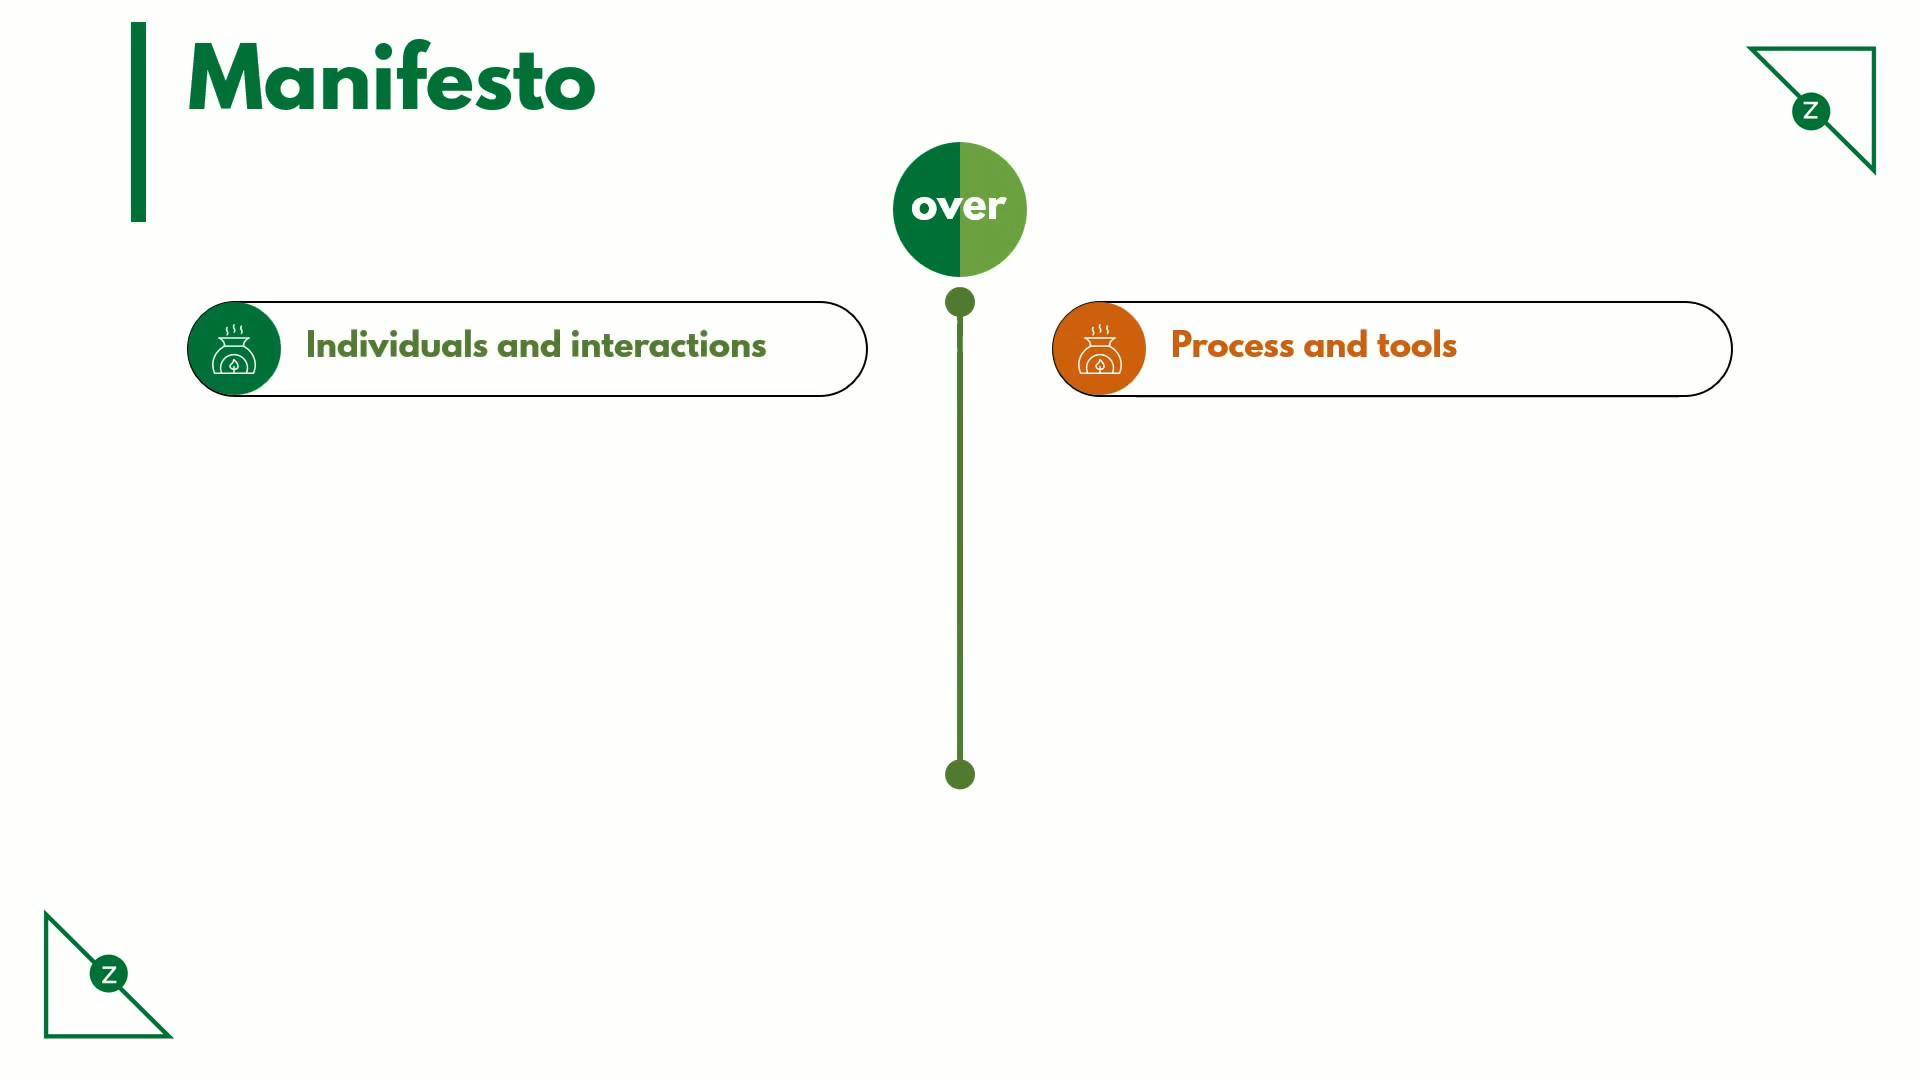 Manifesto
Z
over
Individuals and interactions
Process and tools
Z